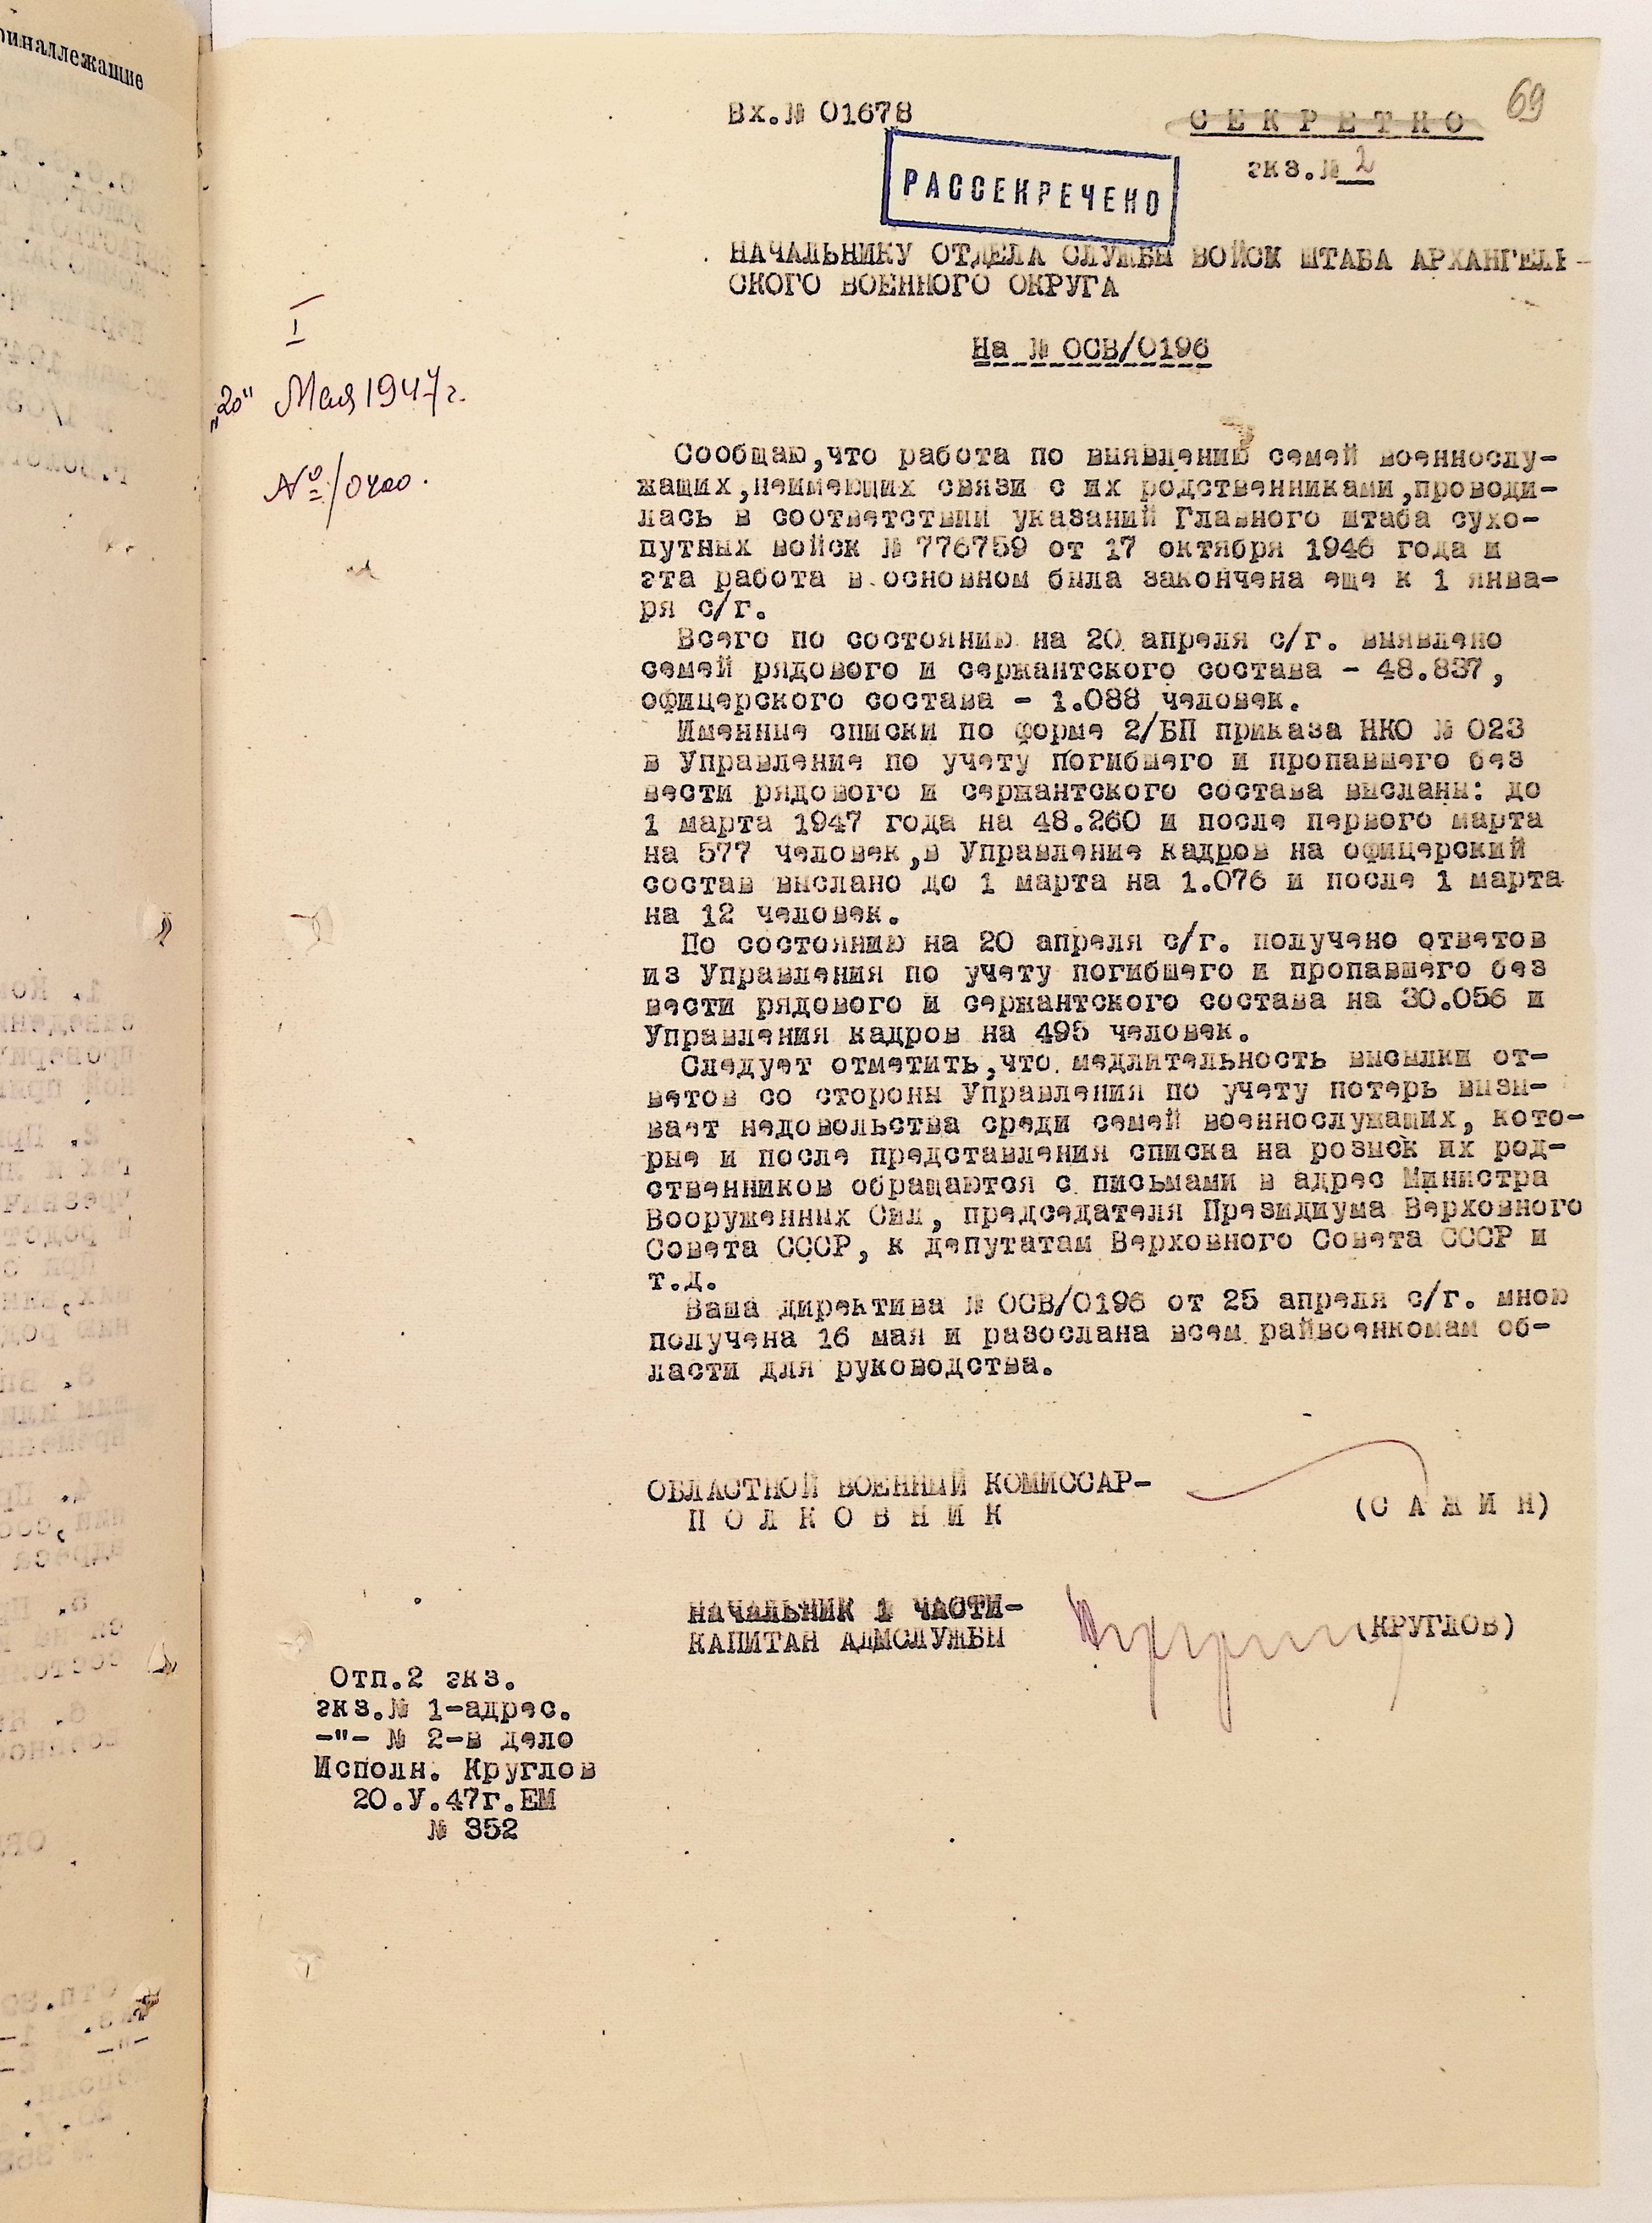 69
Вх.№ 01678
СЕКРЕТНО
экз.№ 2
РАССЕКРЕЧЕНО
НАЧАЛЬНИКУ ОТДЕЛА СЛУЖБЫ ВОЙСК ШТАБА АРХАНГЕЛЬ-
СКОГО ВОЕННОГО ОКРУГА
На № ОСВ/0196
I
"20" Мая 1947г.
№ 1/0400.
Сообщаю,что работа по выявлению семей военнослу-
жащих,неимеющих связи с их родственниками,проводи-
лась в соответствии указаний Главного штаба сухо-
путных войск № 776759 от 17 октября 1946 года и
эта работа в основном была закончена еще к 1 янва-
ря с/г.
Всего по состоянию на 20 апреля с/г. выявлено
семей рядового и сержантского состава - 48.837,
офицерского состава - 1.088 человек.
Именные списки по форме 2/БП приказа НКО № 023
в Управление по учету погибшего и пропавшего без
вести рядового и сержантского состава высланы: до
1 марта 1947 года на 48.260 и после первого марта
на 577 человек,в Управление кадров на офицерский
состав выслано до 1 марта на 1.076 и после 1 марта
на 12 человек.
По состоянию на 20 апреля с/г. получено ответов
из Управления по учету погибшего и пропавшего без
вести рядового и сержантского состава на 30.056 и
Управления кадров на 495 человек.
Следует отметить,что медлительность высылки от-
ветов со стороны Управления по учету потерь вызы-
вает недовольства среди семей военнослужащих, кото-
рые и после представления списка на розыск их род-
ственников обращаются с письмами в адрес Министра
Вооруженных Сил, председателя Президиума Верховного
Совета СССР, к депутатам Верховного Совета СССР и
т.д.
Ваша директива № ОСВ/0196 от 25 апреля с/г. мною
получена 16 мая и разослана всем райвоенкомам об-
ласти для руководства.
ОБЛАСТНОЙ ВОЕННЫЙ КОМИССАР-
ПОЛКОВНИК
(САЖИН)
НАЧАЛЬНИК 1 ЧАСТИ-
КАПИТАН АДМСЛУЖБЫ
(КРУГЛОВ)
Отп.2 экз.
экз.№ 1-адрес.
-"- № 2-в дело
Исполн. Круглов
20.У.47г.ЕМ
№ 352